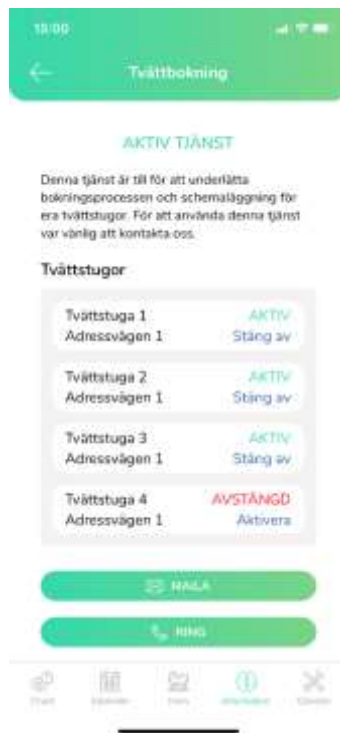 15:00
Tvättbokning
AKTIV TJÄNST
Denna tjänst är till för att underlätta
bokningsprocessen och schemaläggning för
era tvättstugor. För att använda denna tjänst
var vänlig att kontakta oss.
Tvättstugor
Tvättstuga 1 AKTIV
Adressvägen 1 Stäng av
Tvättstuga 2 AKTIV
Adressvägen 1 Stäng av
Tvättstuga 3 AKTIV
Adressvägen 1 Stäng av
Tvättstuga 4 AVSTÄNGD
Adressvägen 1 Aktivera
MAILA
RING